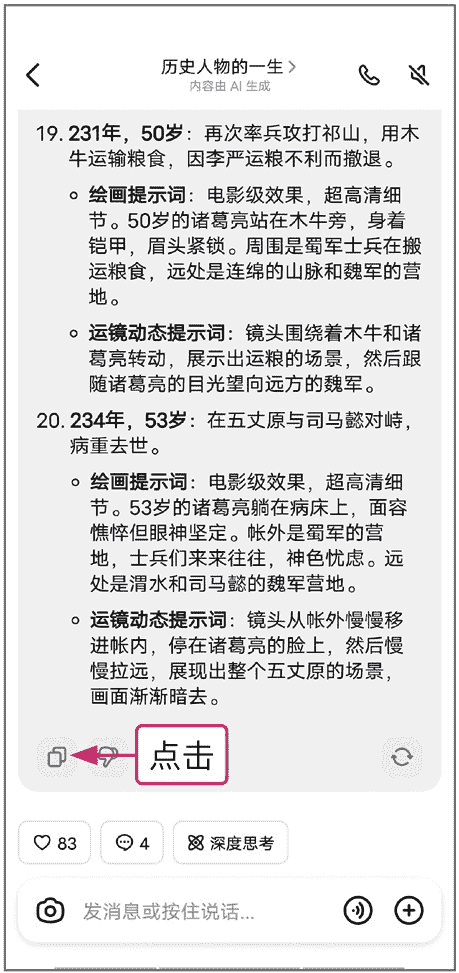 历史人物的一生
内容由 AI 生成
19. 231年，50岁：再次率兵攻打祁山，用木
牛运输粮食，因李严运粮不利而撤退。
绘画提示词：电影级效果，超高清细
节。50岁的诸葛亮站在木牛旁，身着
铠甲，眉头紧锁。周围是蜀军士兵在搬
运粮食，远处是连绵的山脉和魏军的营
地。
运镜动态提示词：镜头围绕着木牛和诸
葛亮转动，展示出运粮的场景，然后跟
随诸葛亮的目光望向远方的魏军。
20. 234年，53岁：在五丈原与司马懿对峙，
病重去世。
绘画提示词：电影级效果，超高清细
节。53岁的诸葛亮躺在病床上，面容
憔悴但眼神坚定。帐外是蜀军的营
地，士兵们来来往往，神色忧虑。远
处是渭水和司马懿的魏军营地。
运镜动态提示词：镜头从帐外慢慢移
进帐内，停在诸葛亮的脸上，然后慢
慢拉远，展现出整个五丈原的场景，
画面渐渐暗去。
点击
83
4
深度思考
发消息或按住说话...